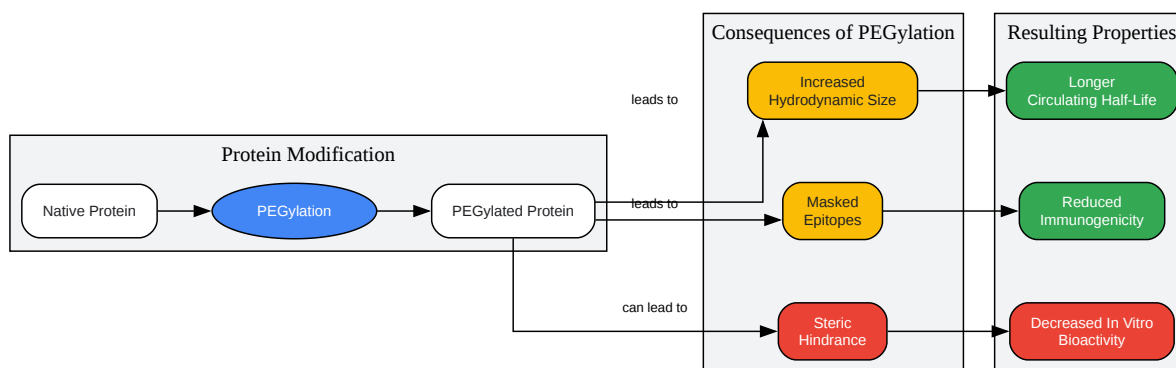 Consequences of PEGylation
Resulting Properties
Increased
Hydrodynamic Size
Longer
Circulating Half-Life
leads to
Protein Modification
Native Protein
PEGylation
PEGylated Protein
leads to
Masked
Epitopes
Reduced
Immunogenicity
can lead to
Steric
Hindrance
Decreased In Vitro
Bioactivity